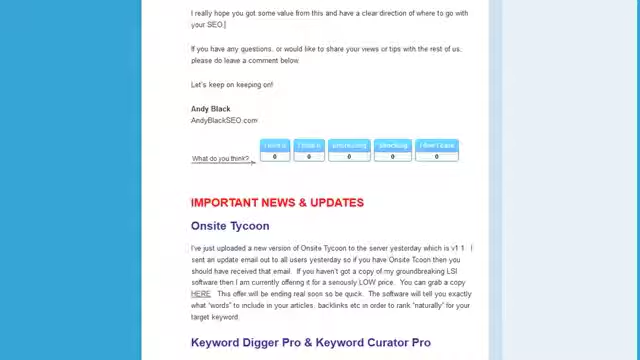 I really hope you got some value from this and have a clear direction of where to go with
your SEO.
If you have any questions, or would like to share your views or tips with the rest of us,
please do leave a comment below.
Let's keep on keeping on!
Andy Black
AndyBlackSEO.com
What do you think?
0 0 0 0 0
IMPORTANT NEWS & UPDATES
Onsite Tycoon
I've just uploaded a new version of Onsite Tycoon to the server yesterday which is v1.1. I
sent an update email out to all users yesterday so if you have Onsite Tcoon then you
should have received that email. If you haven't got a copy of my groundbreaking LSI
software then I am currently offering it for a seriously LOW price. You can grab a copy
HERE This offer will be ending real soon so be quick. The software will tell you exactly
what "words" to include in your articles, backlinks etc in order to rank "naturally" for your
target keyword.
Keyword Digger Pro & Keyword Curator Pro